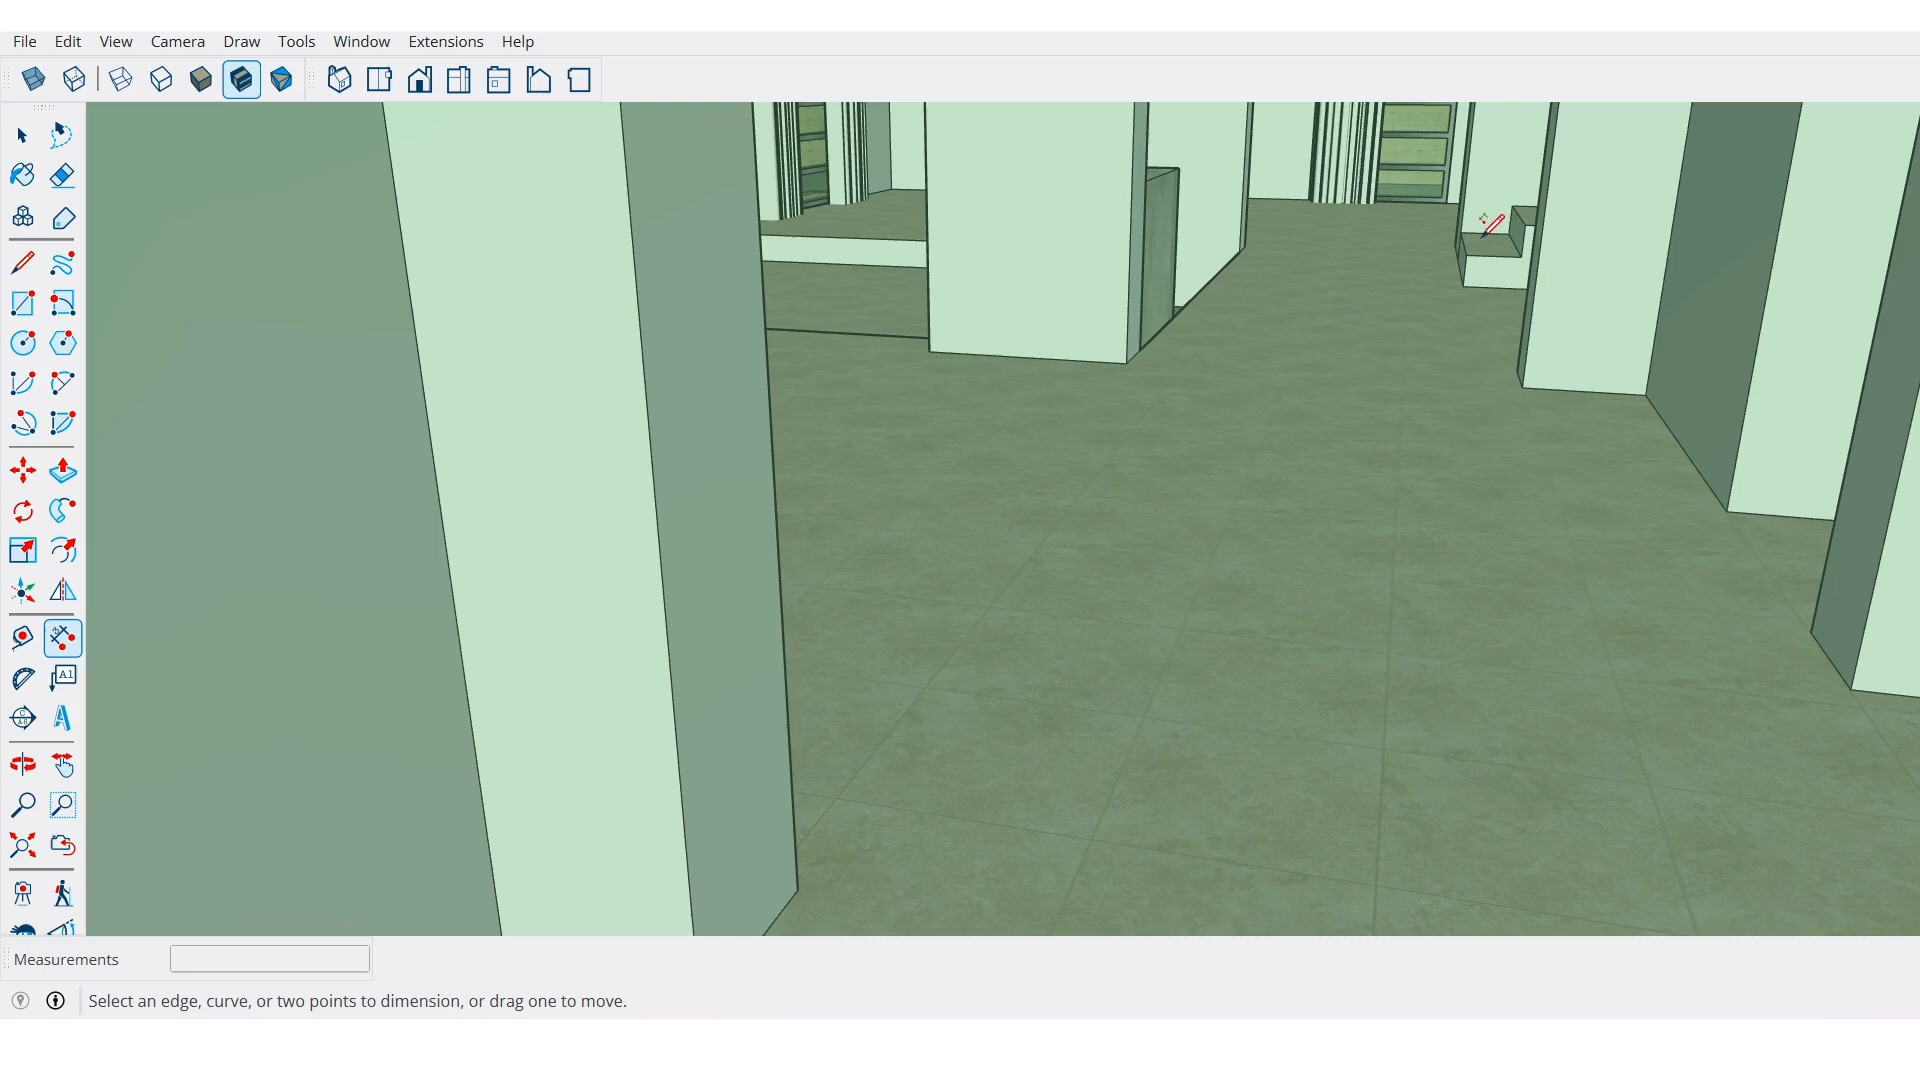 File Edit View Camera Draw Tools Window Extensions Help
A1
Measurements
Select an edge, curve, or two points to dimension, or drag one to move.